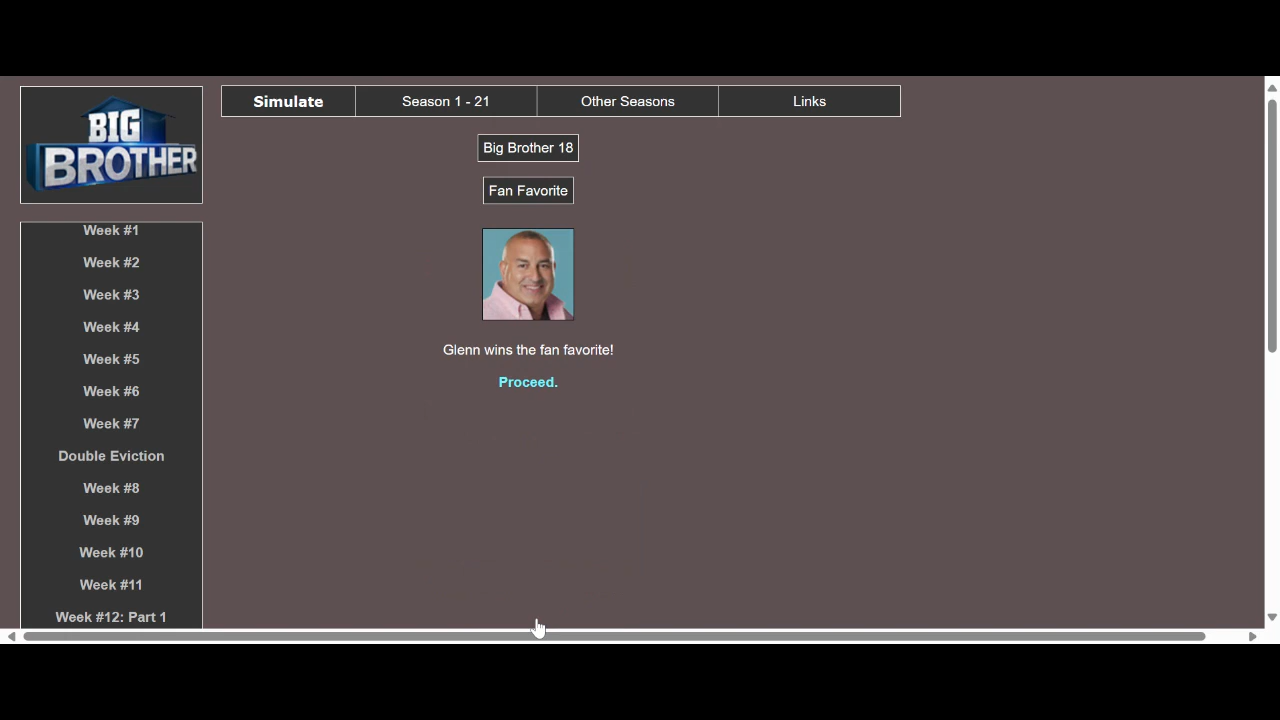 BIG
BROTHER
Simulate
Season 1 - 21
Other Seasons
Links
Big Brother 18
Fan Favorite
Glenn wins the fan favorite!
Proceed.
Week #1
Week #2
Week #3
Week #4
Week #5
Week #6
Week #7
Double Eviction
Week #8
Week #9
Week #10
Week #11
Week #12: Part 1